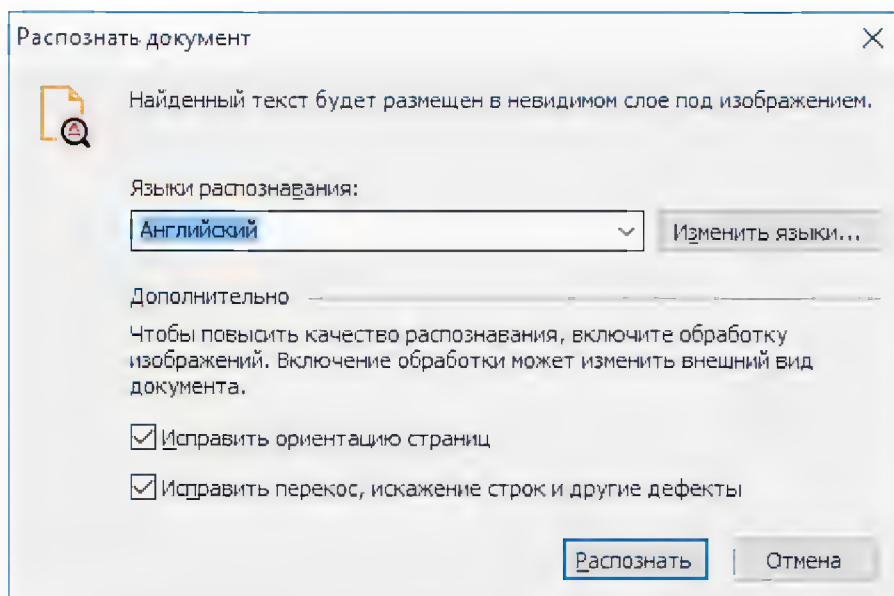 Распознать документ
Найденный текст будет размещен в невидимом слое под изображением.
Языки распознавания:
Английский
Изменить языки...
Дополнительно
Чтобы повысить качество распознавания, включите обработку
изображений. Включение обработки может изменить внешний вид
документа.
Исправить ориентацию страниц
Исправить перекос, искажение строк и другие дефекты
Распознать
Отмена